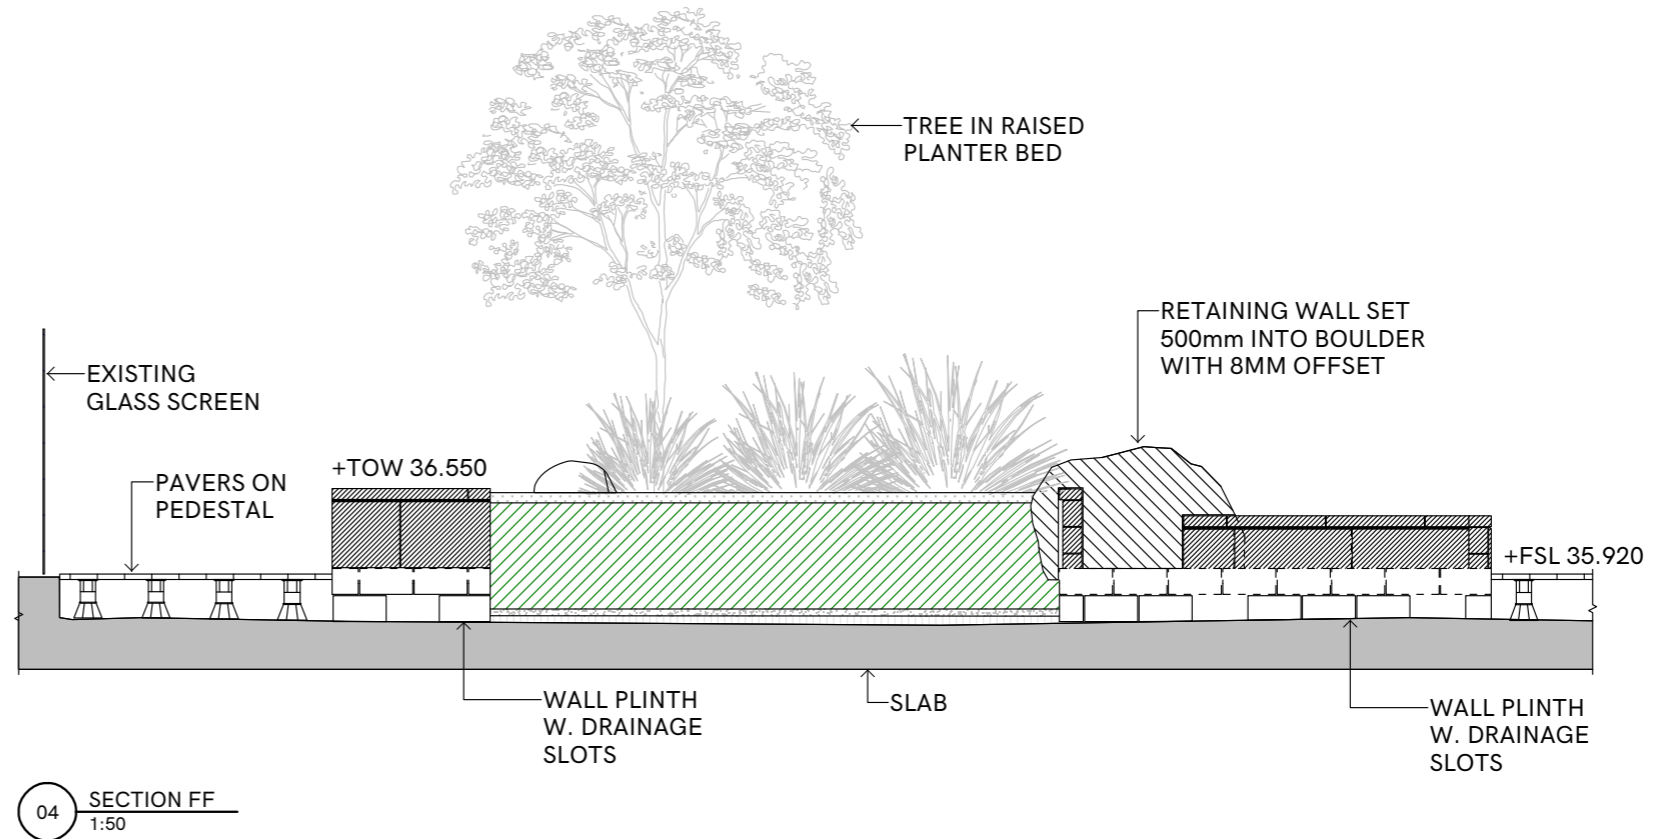 TREE IN RAISED
PLANTER BED
RETAINING WALL SET
500mm INTO BOULDER
WITH 8MM OFFSET
EXISTING
GLASS SCREEN
+TOW 36.550
PAVERS ON
PEDESTAL
+FSL 35.920
WALL PLINTH
W. DRAINAGE
SLOTS
SLAB
WALL PLINTH
W. DRAINAGE
SLOTS
04
SECTION FF
1:50